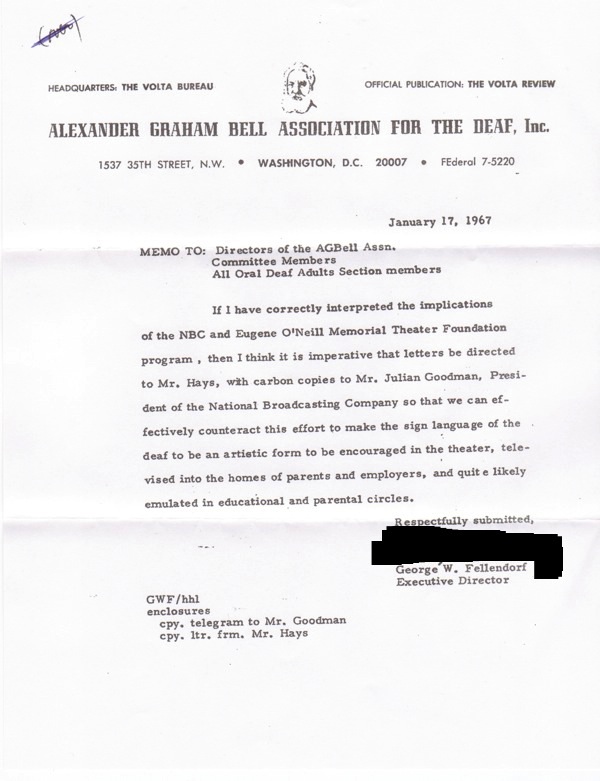 HEADQUARTERS: THE VOLTA BUREAU
OFFICIAL PUBLICATION: THE VOLTA REVIEW
ALEXANDER GRAHAM BELL ASSOCIATION FOR THE DEAF, Inc.
1537 35TH STREET, N.W. • WASHINGTON, D.C. 20007 • FEderal 7-5220
January 17, 1967
MEMO TO: Directors of the AGBell Assn.
Committee Members
All Oral Deaf Adults Section members
If I have correctly interpreted the implications
of the NBC and Eugene O'Neill Memorial Theater Foundation
program , then I think it is imperative that letters be directed
to Mr. Hays, with carbon copies to Mr. Julian Goodman, Presi-
dent of the National Broadcasting Company so that we can ef-
fectively counteract this effort to make the sign language of the
deaf to be an artistic form to be encouraged in the theater, tele-
vised into the homes of parents and employers, and quite likely
emulated in educational and parental circles.
Respectfully submitted,
George W. Fellendorf
Executive Director
GWF/hhl
enclosures
cpy. telegram to Mr. Goodman
cpy. ltr. frm. Mr. Hays